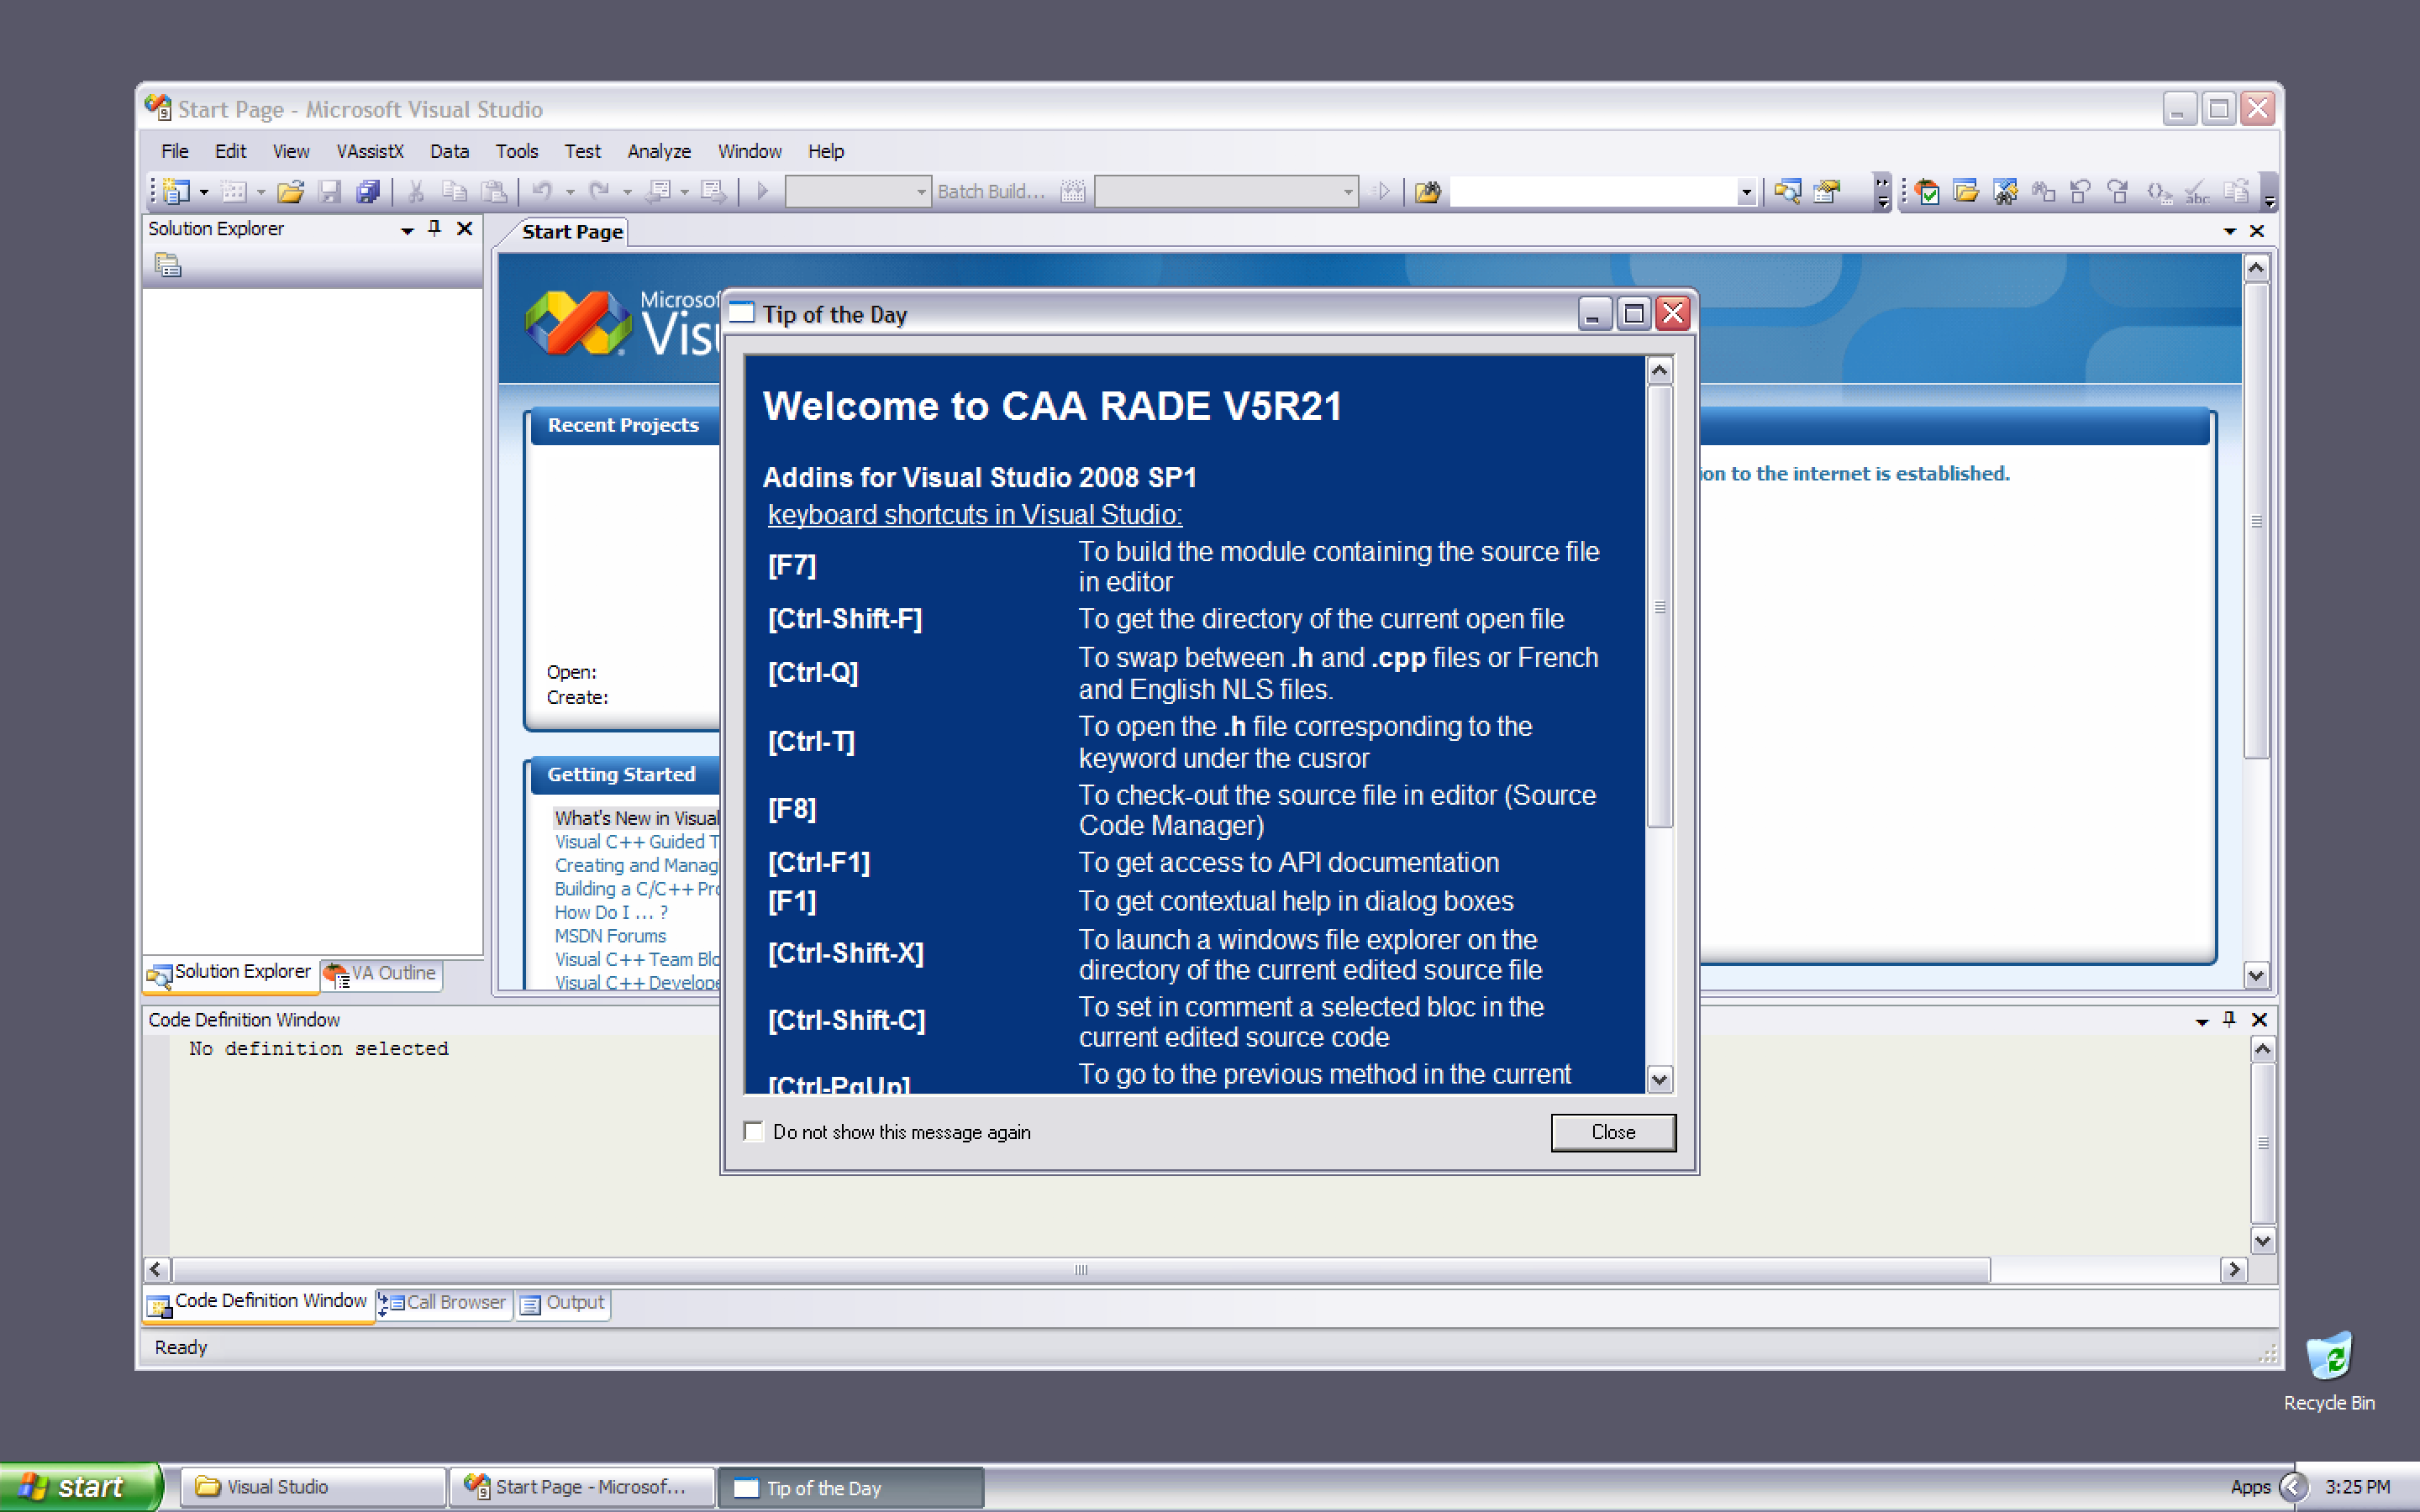 Start Page - Microsoft Visual Studio
File Edit View VAssistX Data Tools Test Analyze Window Help
Batch Build...
Solution Explorer
Start Page
Microsof
Vis
Tip of the Day
Welcome to CAA RADE V5R21
Addins for Visual Studio 2008 SP1
keyboard shortcuts in Visual Studio:
[F7] To build the module containing the source file
in editor
[Ctrl-Shift-F] To get the directory of the current open file
[Ctrl-Q] To swap between .h and .cpp files or French
and English NLS files.
[Ctrl-T] To open the .h file corresponding to the
keyword under the cusror
[F8] To check-out the source file in editor (Source
Code Manager)
[Ctrl-F1] To get access to API documentation
[F1] To get contextual help in dialog boxes
[Ctrl-Shift-X] To launch a windows file explorer on the
directory of the current edited source file
[Ctrl-Shift-C] To set in comment a selected bloc in the
current edited source code
[Ctrl-PgUp] To go to the previous method in the current
Do not show this message again
Close
Recent Projects
Open:
Create:
ion to the internet is established.
Getting Started
What's New in Visual
Visual C++ Guided T
Creating and Manag
Building a C/C++ Pro
How Do I ... ?
MSDN Forums
Visual C++ Team Blo
Visual C++ Develope
Solution Explorer VA Outline
Code Definition Window
No definition selected
Code Definition Window Call Browser Output
Ready
Recycle Bin
start Visual Studio Start Page - Microsof... Tip of the Day Apps 3:25 PM